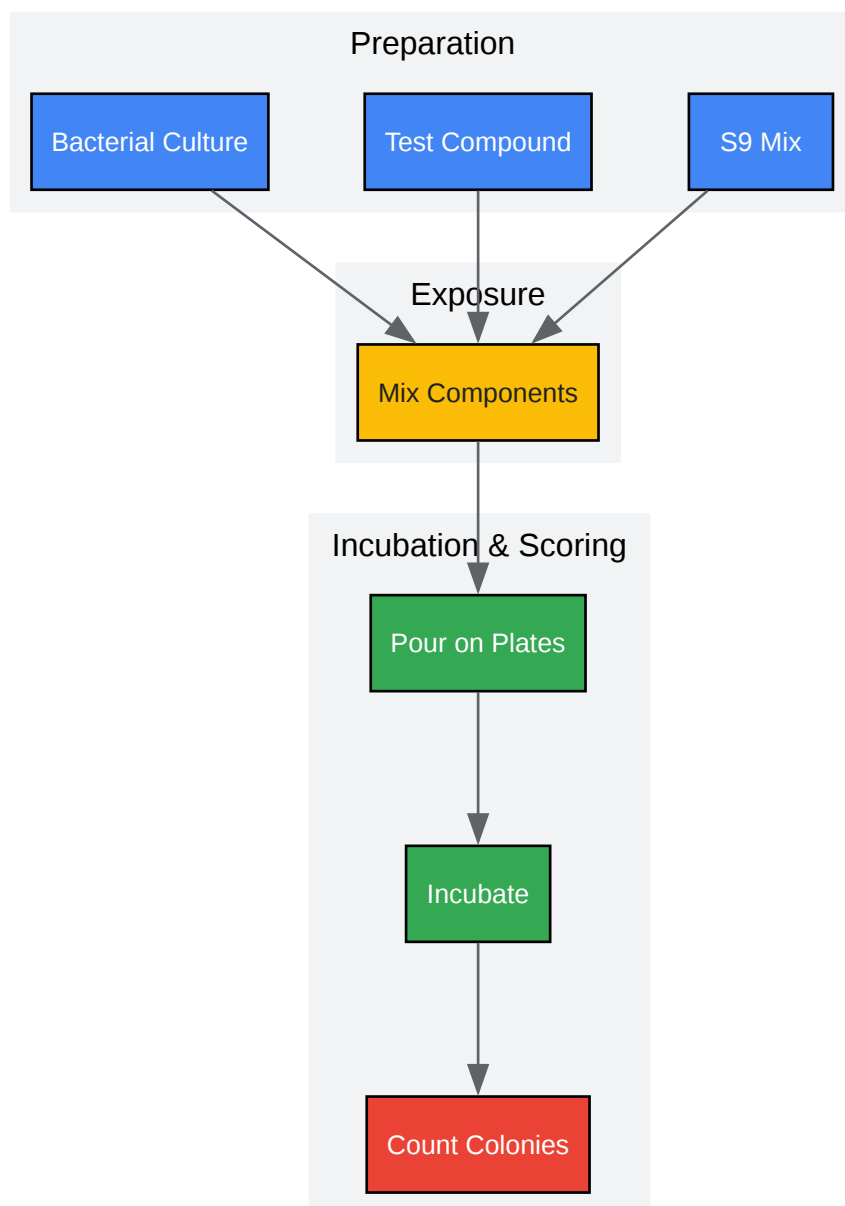 Preparation
Bacterial Culture
Test Compound
S9 Mix
Exposure
Mix Components
Incubation & Scoring
Pour on Plates
Incubate
Count Colonies